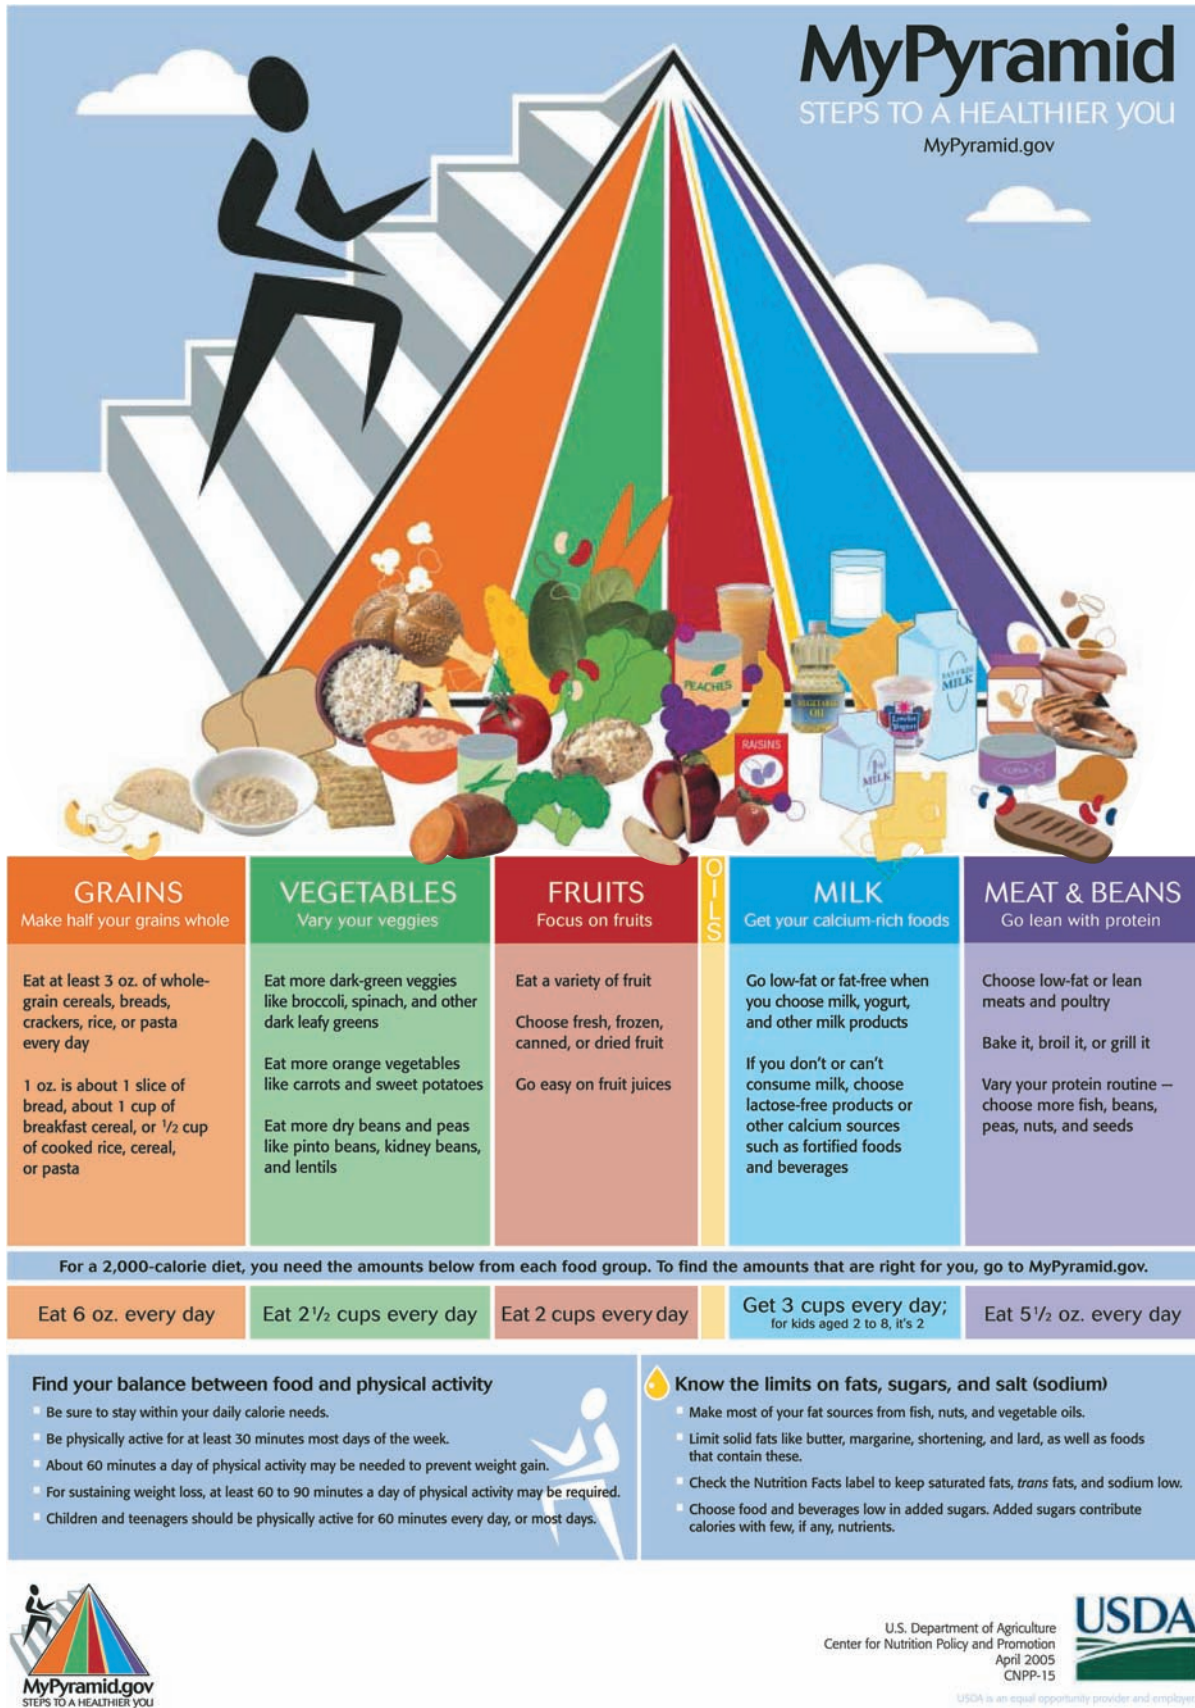 MyPyramid
STEPS TO A HEALTHIER YOU
MyPyramid.gov
PEACHES
VEGETABLE
OIL
RAISINS
FAT-FREE
MILK
Lowfat
Yogurt
1%
MILK
TUNA
GRAINS
Make half your grains whole
VEGETABLES
Vary your veggies
FRUITS
Focus on fruits
OILS
MILK
Get your calcium-rich foods
MEAT & BEANS
Go lean with protein
Eat at least 3 oz. of whole-
grain cereals, breads,
crackers, rice, or pasta
every day
1 oz. is about 1 slice of
bread, about 1 cup of
breakfast cereal, or ½ cup
of cooked rice, cereal,
or pasta
Eat more dark-green veggies
like broccoli, spinach, and other
dark leafy greens
Eat more orange vegetables
like carrots and sweet potatoes
Eat more dry beans and peas
like pinto beans, kidney beans,
and lentils
Eat a variety of fruit
Choose fresh, frozen,
canned, or dried fruit
Go easy on fruit juices
Go low-fat or fat-free when
you choose milk, yogurt,
and other milk products
If you don't or can't
consume milk, choose
lactose-free products or
other calcium sources
such as fortified foods
and beverages
Choose low-fat or lean
meats and poultry
Bake it, broil it, or grill it
Vary your protein routine —
choose more fish, beans,
peas, nuts, and seeds
For a 2,000-calorie diet, you need the amounts below from each food group. To find the amounts that are right for you, go to MyPyramid.gov.
Eat 6 oz. every day
Eat 2½ cups every day
Eat 2 cups every day
Get 3 cups every day;
for kids aged 2 to 8, it's 2
Eat 5½ oz. every day
Find your balance between food and physical activity
Be sure to stay within your daily calorie needs.
Be physically active for at least 30 minutes most days of the week.
About 60 minutes a day of physical activity may be needed to prevent weight gain.
For sustaining weight loss, at least 60 to 90 minutes a day of physical activity may be required.
Children and teenagers should be physically active for 60 minutes every day, or most days.
Know the limits on fats, sugars, and salt (sodium)
Make most of your fat sources from fish, nuts, and vegetable oils.
Limit solid fats like butter, margarine, shortening, and lard, as well as foods
that contain these.
Check the Nutrition Facts label to keep saturated fats, trans fats, and sodium low.
Choose food and beverages low in added sugars. Added sugars contribute
calories with few, if any, nutrients.
MyPyramid.gov
STEPS TO A HEALTHIER YOU
U.S. Department of Agriculture
Center for Nutrition Policy and Promotion
April 2005
CNPP-15
USDA
USDA is an equal opportunity provider and employer